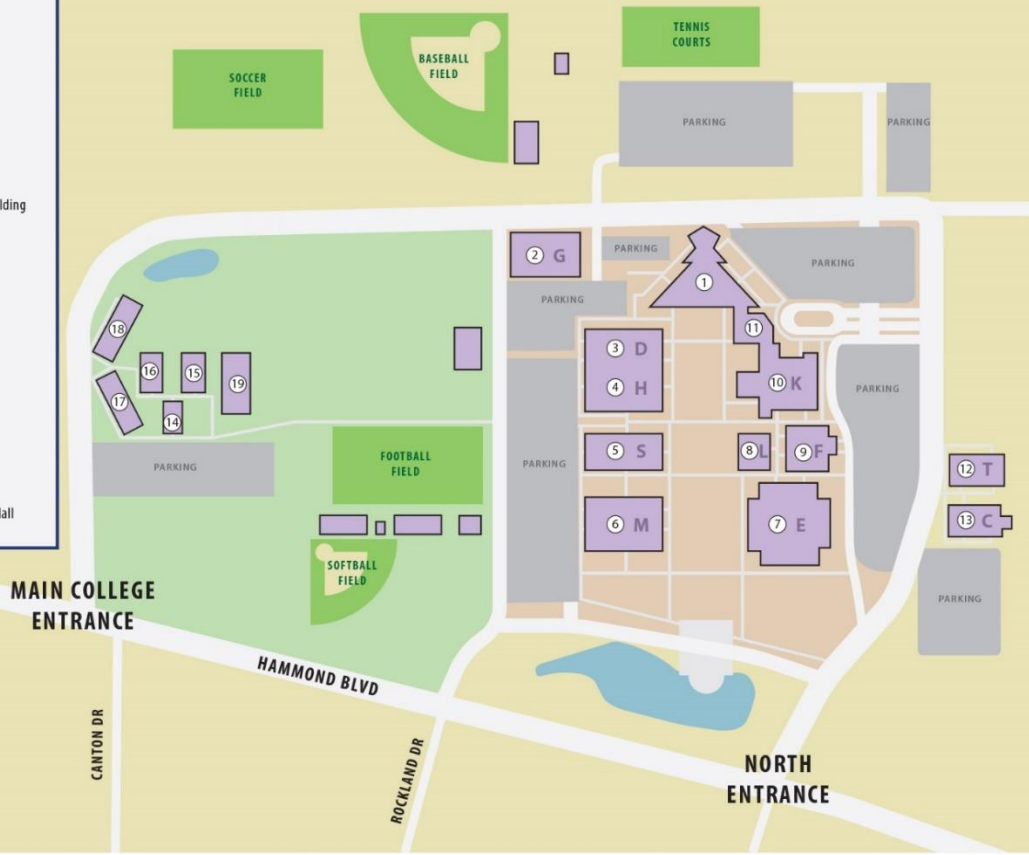 TENNIS
COURTS
BASEBALL
FIELD
SOCCER
FIELD
PARKING
PARKING
2 G
PARKING
PARKING
1
PARKING
18
11
3 D
16
15
19
10 K
4 H
PARKING
17
14
5 S
8 L
9 F
FOOTBALL
FIELD
PARKING
PARKING
12 T
6 M
7 E
13 C
SOFTBALL
FIELD
MAIN COLLEGE
ENTRANCE
PARKING
HAMMOND BLVD
CANTON DR
ROCKLAND DR
NORTH
ENTRANCE